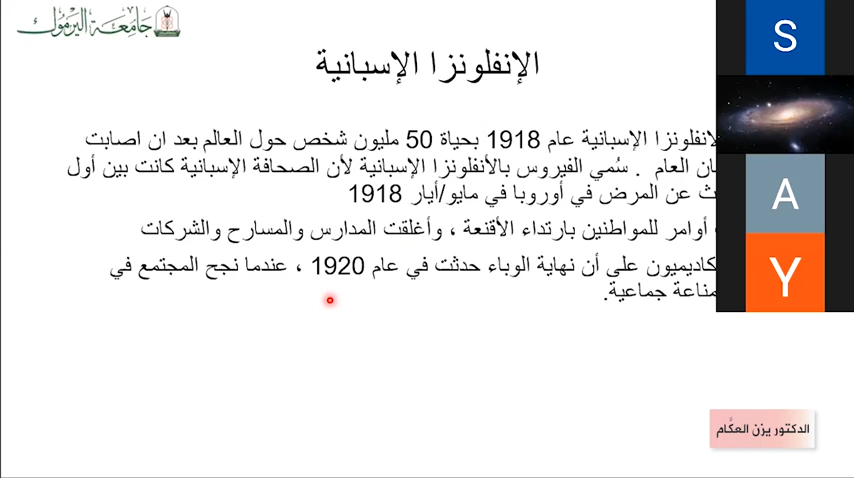 جامعة اليرموك
S
الإنفلونزا الإسبانية
لانفلونزا الإسبانية عام 1918 بحياة 50 مليون شخص حول العالم بعد ان اصابت
العام . سُمي الفيروس بالأنفلونزا الإسبانية لأن الصحافة الإسبانية كانت بين أول
عن المرض في أوروبا في مايو/أيار 1918
A
أوامر للمواطنين بارتداء الأقنعة ، وأغلقت المدارس والمسارح والشركات
كاديميون على أن نهاية الوباء حدثت في عام 1920 ، عندما نجح المجتمع في
مناعة جماعية.
Y
الدكتور يزن العكَّام